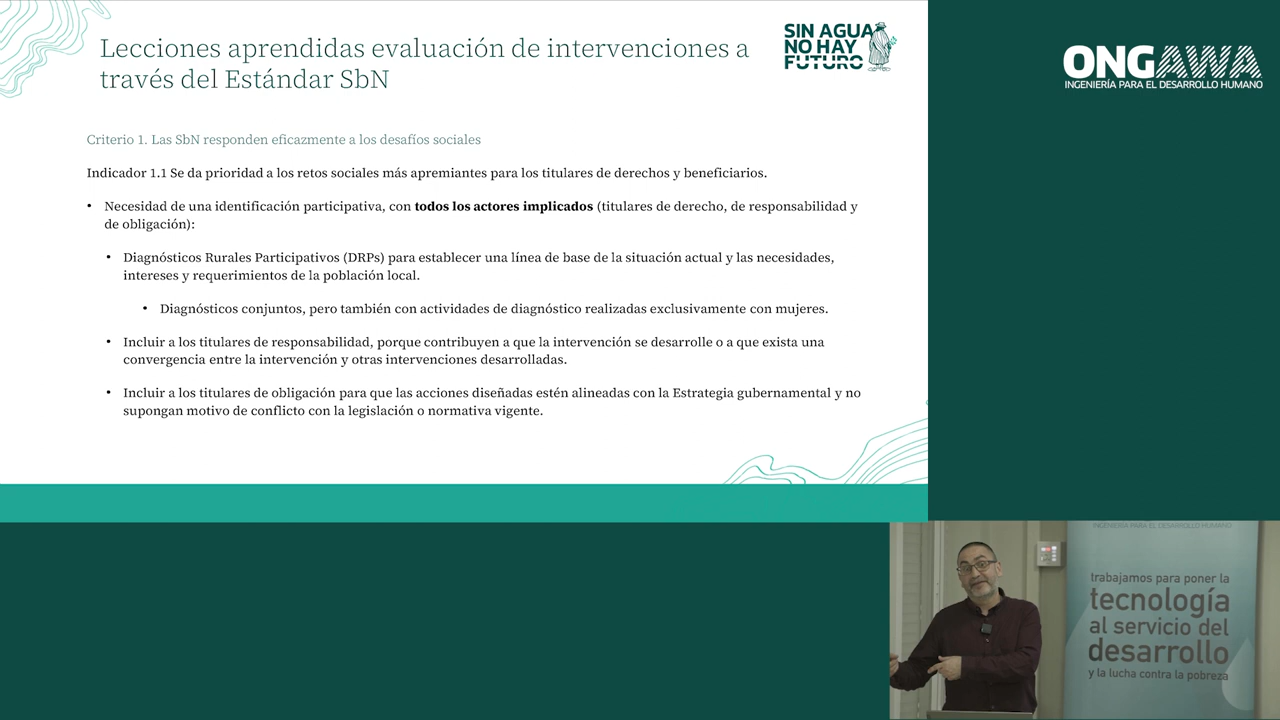 Lecciones aprendidas evaluación de intervenciones a
través del Estándar SbN
SIN AGUA
NO HAY
FUTURO
ONGAWA
INGENIERÍA PARA EL DESARROLLO HUMANO
Criterio 1. Las SbN responden eficazmente a los desafíos sociales
Indicador 1.1 Se da prioridad a los retos sociales más apremiantes para los titulares de derechos y beneficiarios.
• Necesidad de una identificación participativa, con todos los actores implicados (titulares de derecho, de responsabilidad y
de obligación):
• Diagnósticos Rurales Participativos (DRPs) para establecer una línea de base de la situación actual y las necesidades,
intereses y requerimientos de la población local.
• Diagnósticos conjuntos, pero también con actividades de diagnóstico realizadas exclusivamente con mujeres.
• Incluir a los titulares de responsabilidad, porque contribuyen a que la intervención se desarrolle o a que exista una
convergencia entre la intervención y otras intervenciones desarrolladas.
• Incluir a los titulares de obligación para que las acciones diseñadas estén alineadas con la Estrategia gubernamental y no
supongan motivo de conflicto con la legislación o normativa vigente.
INGENIERÍA PARA EL DESARROLLO HUMANO
trabajamos para poner la
tecnología
al servicio del
desarrollo
y la lucha contra la pobreza